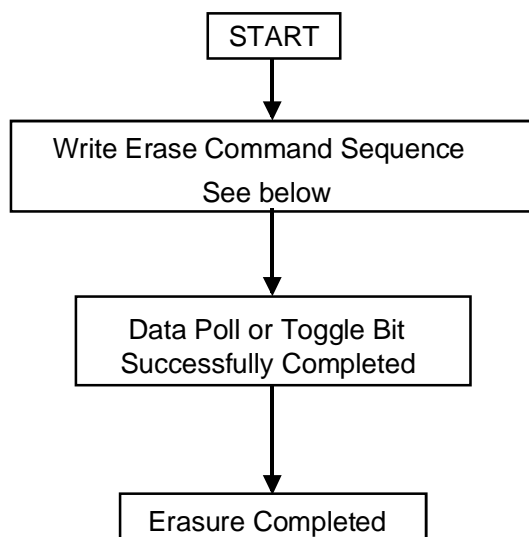 START
Write Erase Command Sequence
See below
Data Poll or Toggle Bit
Successfully Completed
Erasure Completed